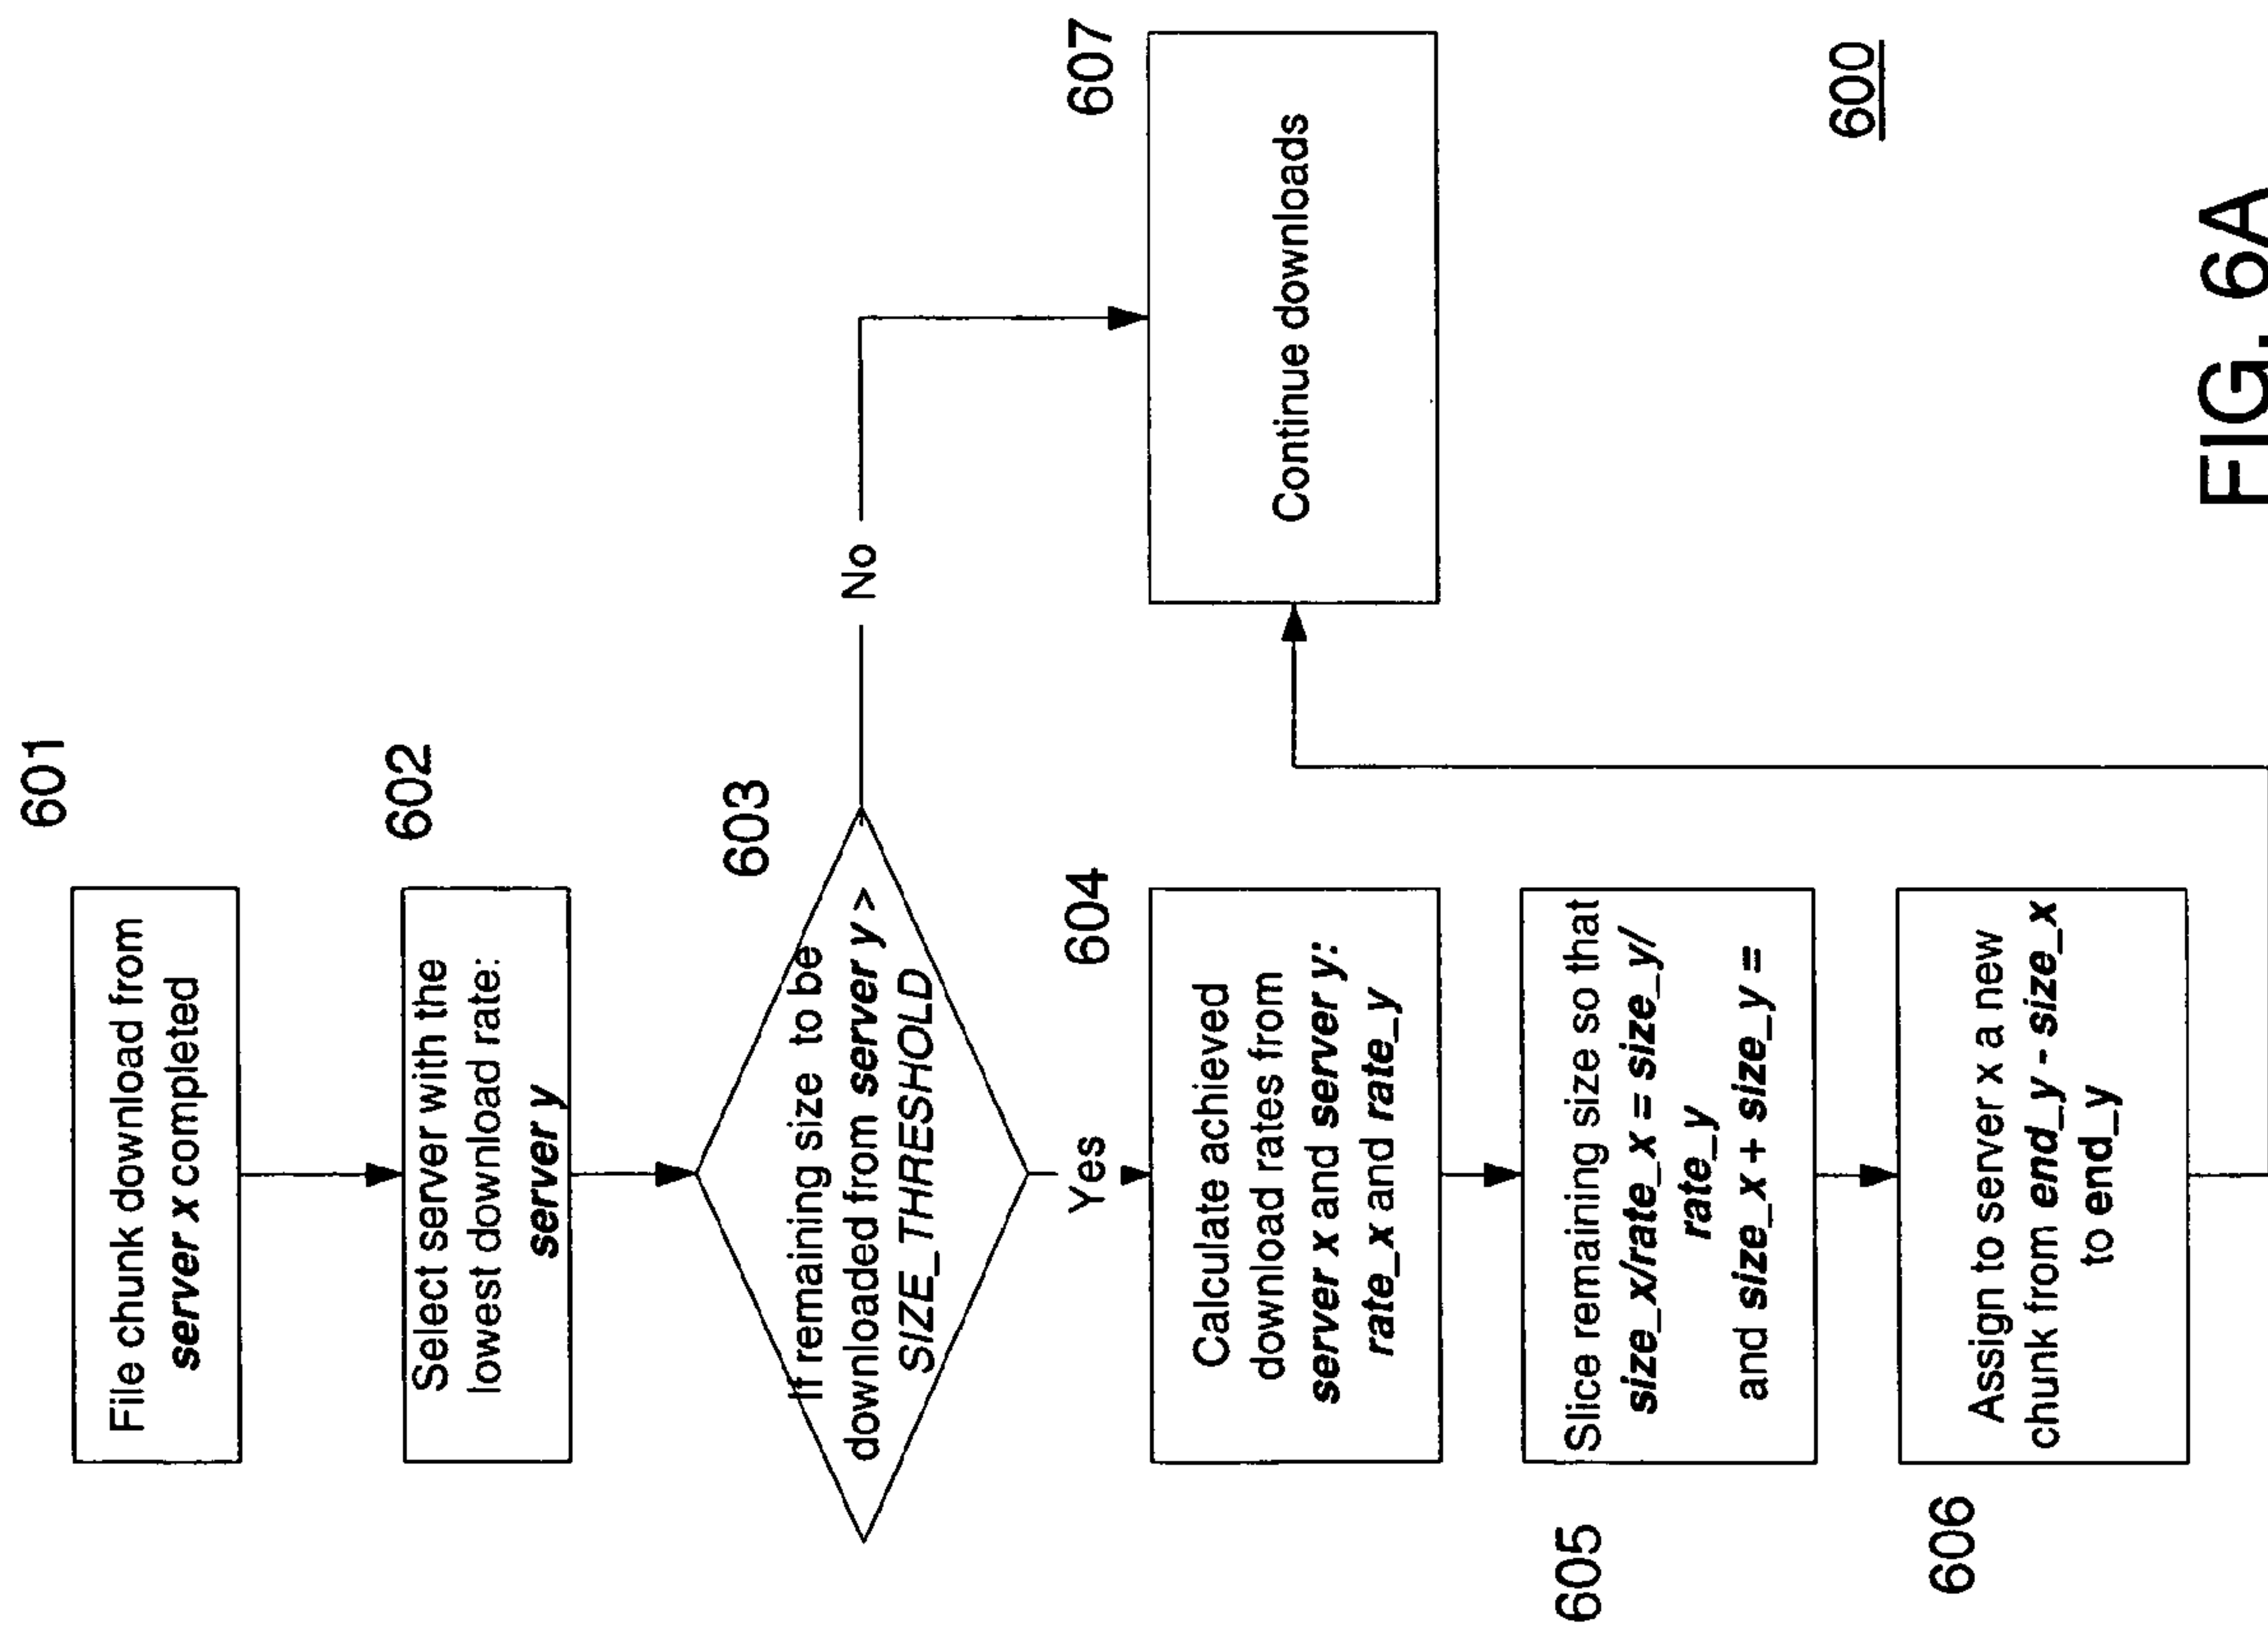 601
File chunk download from
server x completed
602
Select server with the
lowest download rate:
server y
603
If remaining size to be
downloaded from server y >
SIZE_THRESHOLD
No
Yes
607
Continue downloads
604
Calculate achieved
download rates from
server x and server y:
rate_x and rate_y
605
Slice remaining size so that
size_x/rate_x = size_y/
rate_y
and size_x + size_y =
606
Assign to server x a new
chunk from end_y - size_x
to end_y
600
FIG. 6A